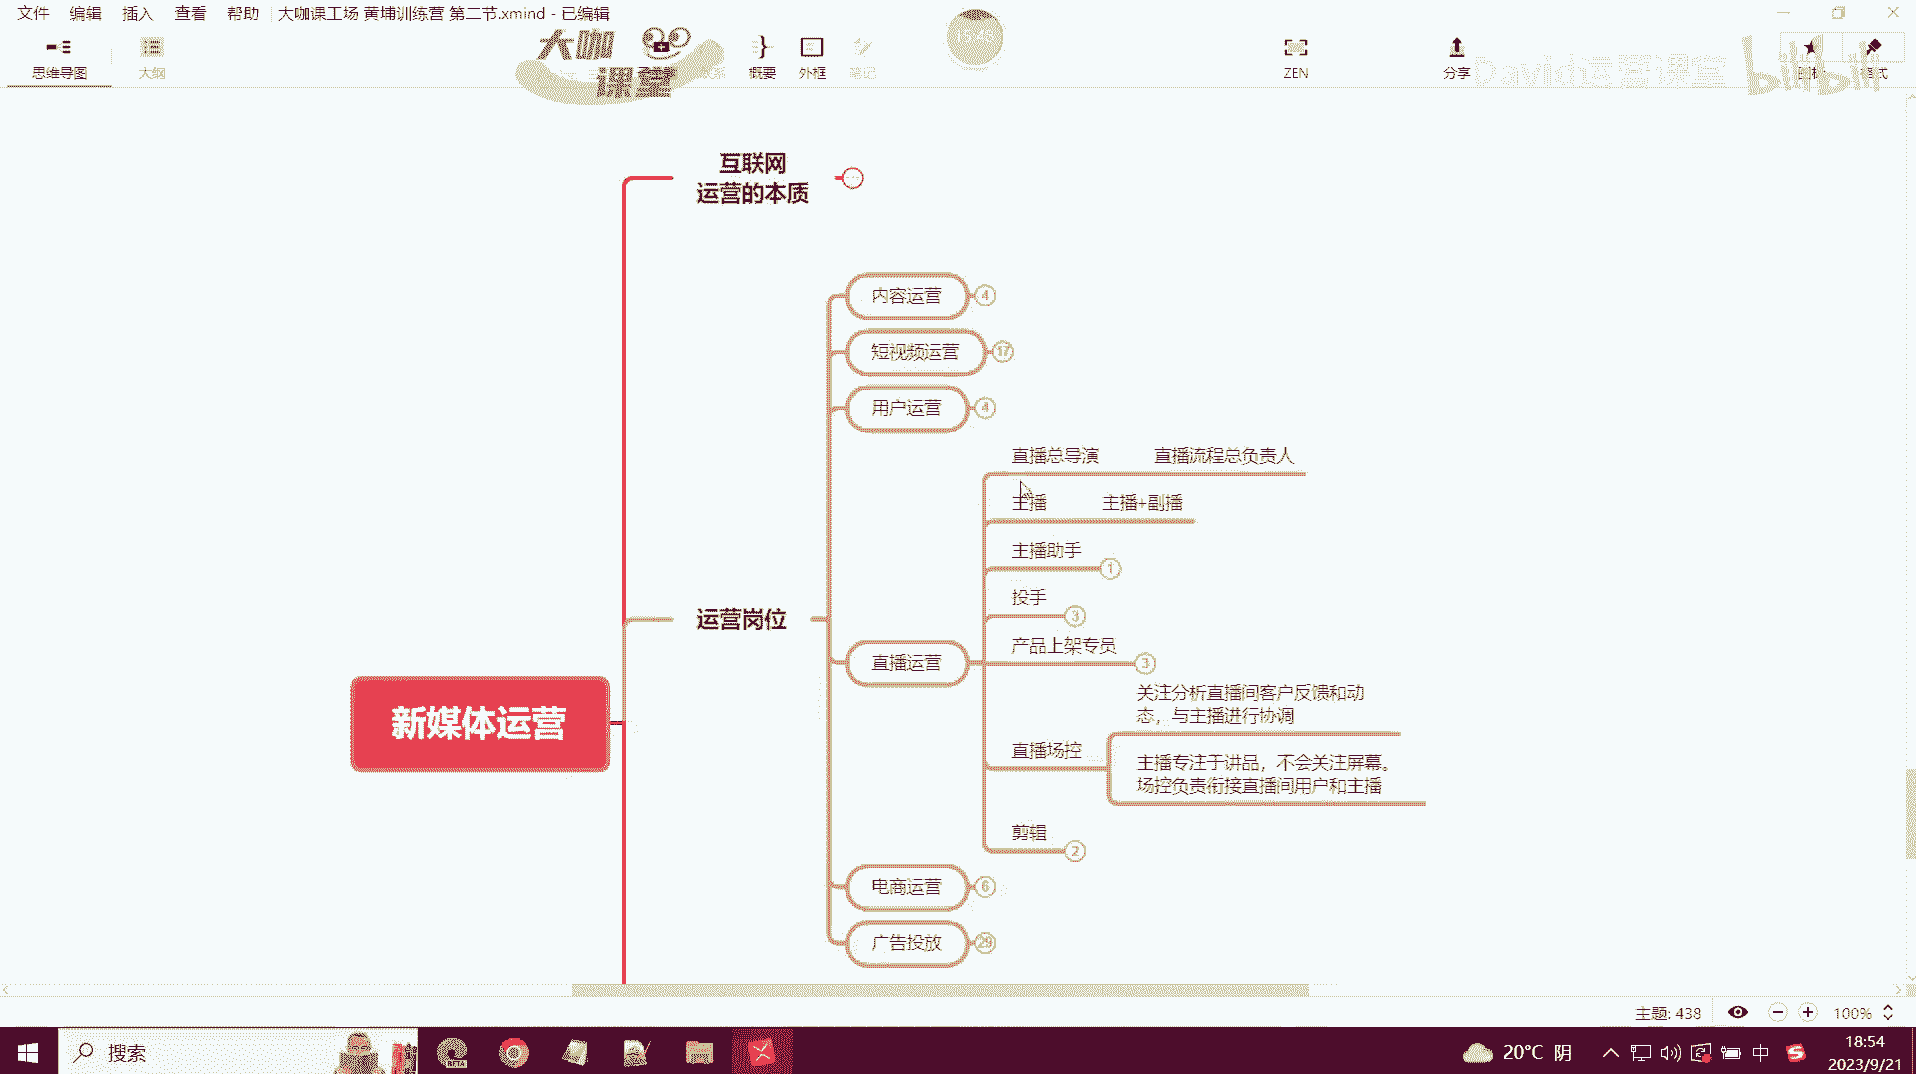 文件 编辑 插入 查看 帮助 大咖课工场 黄埔训练营 第二节.xmind - 已编辑
大咖
课堂
15:43
思维导图 大纲 概要 外框 笔记 ZEN 分享
David运营课堂 bilibili
互联网
运营的本质
内容运营 4
短视频运营 17
用户运营 4
直播总导演 直播流程总负责人
主播 主播+副播
主播助手 1
投手 3
运营岗位
产品上架专员 3
直播运营
关注分析直播间客户反馈和动
态，与主播进行协调
新媒体运营
直播场控
主播专注于讲品，不会关注屏幕。
场控负责衔接直播间用户和主播
剪辑 2
电商运营 6
广告投放 29
主题: 438 100%
搜索
BETA
20°C 阴
中
18:54
2023/9/21